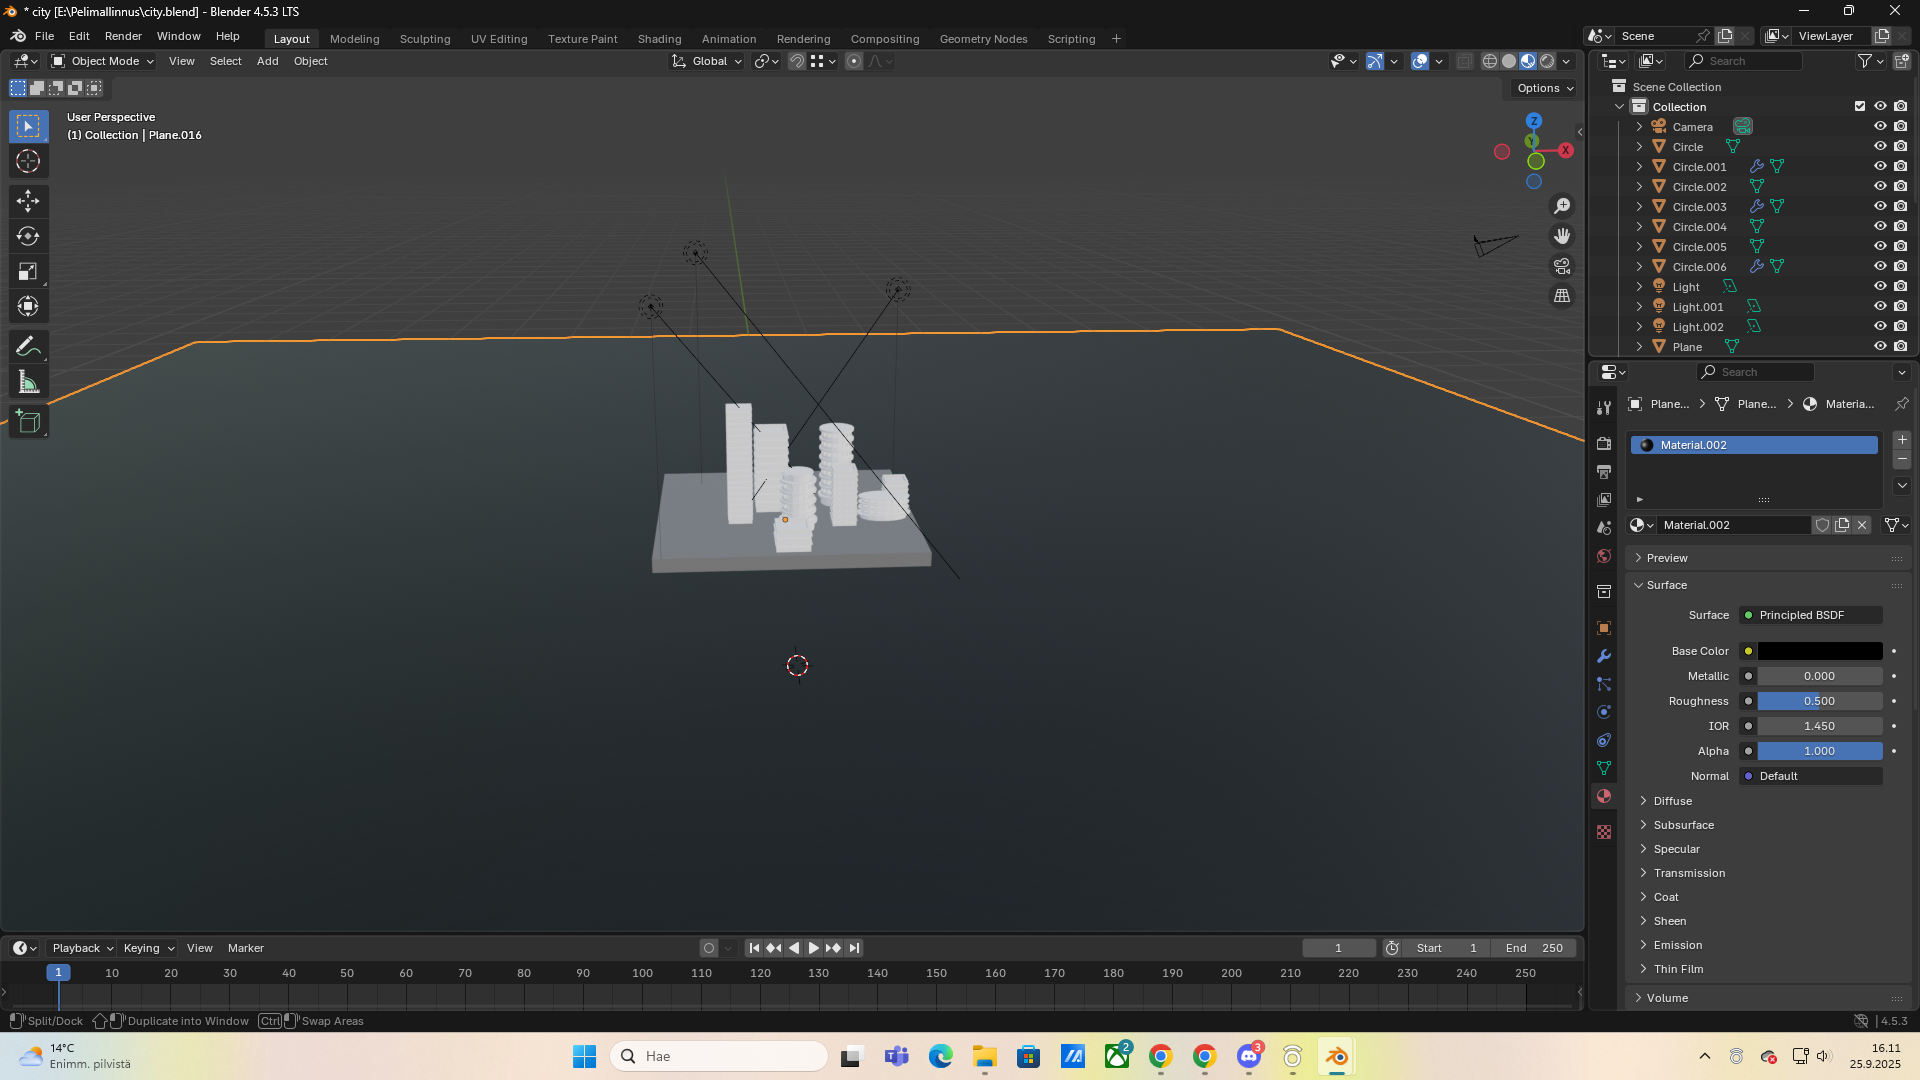 * city [E:\Pelimallinnus\city.blend] - Blender 4.5.3 LTS
File Edit Render Window Help Layout Modeling Sculpting UV Editing Texture Paint Shading Animation Rendering Compositing Geometry Nodes Scripting +
Scene ViewLayer
Object Mode View Select Add Object Global
Search
Options
User Perspective
(1) Collection | Plane.016
Z
Y
X
Scene Collection
Collection
Camera
Circle
Circle.001
Circle.002
Circle.003
Circle.004
Circle.005
Circle.006
Light
Light.001
Light.002
Plane
Search
Plane... Plane... Materia...
Material.002
Material.002
Preview
Surface
Surface Principled BSDF
Base Color
Metallic 0.000
Roughness 0.500
IOR 1.450
Alpha 1.000
Normal Default
Diffuse
Subsurface
Specular
Transmission
Coat
Sheen
Emission
Thin Film
Volume
Playback Keying View Marker 1 Start 1 End 250
1 10 20 30 40 50 60 70 80 90 100 110 120 130 140 150 160 170 180 190 200 210 220 230 240 250
Split/Dock Duplicate into Window Ctrl Swap Areas
4.5.3
14°C
Enimm. pilvistä
Hae
2
3
16.11
25.9.2025